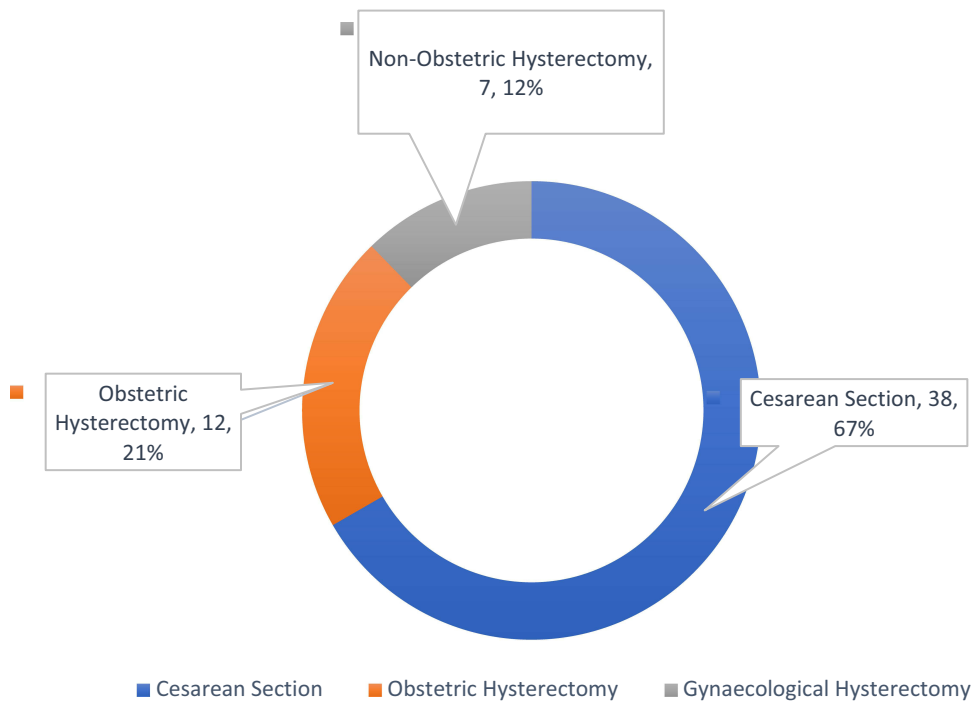 Non-Obstetric Hysterectomy,
7, 12%
Obstetric
Hysterectomy, 12,
21%
Cesarean Section, 38,
67%
Cesarean Section
Obstetric Hysterectomy
Gynaecological Hysterectomy